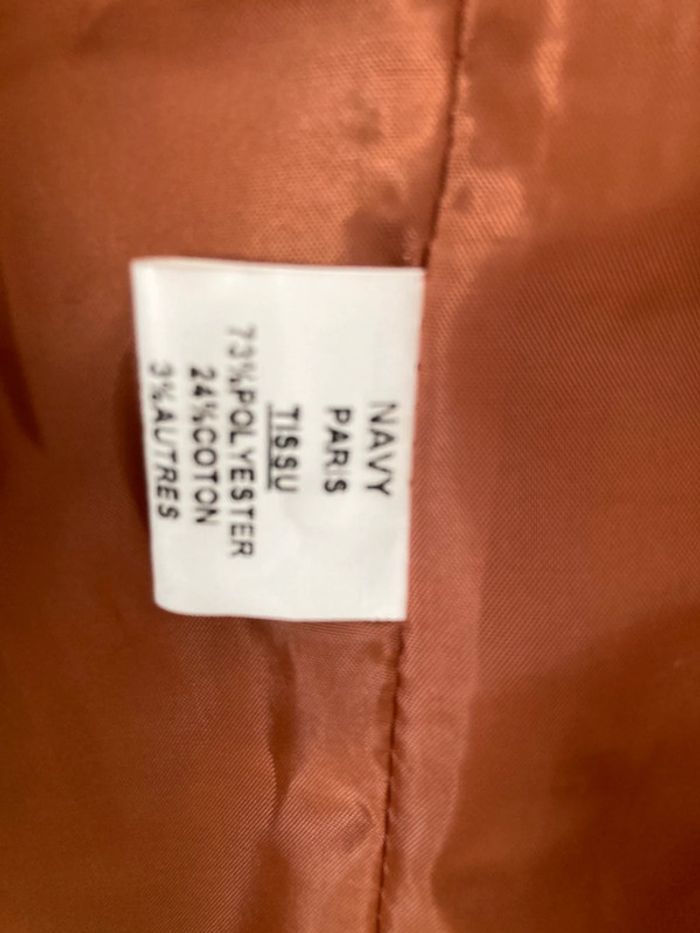 NAVY
PARIS
TISSU
73%POLYESTER
24%COTON
3%AUTRES